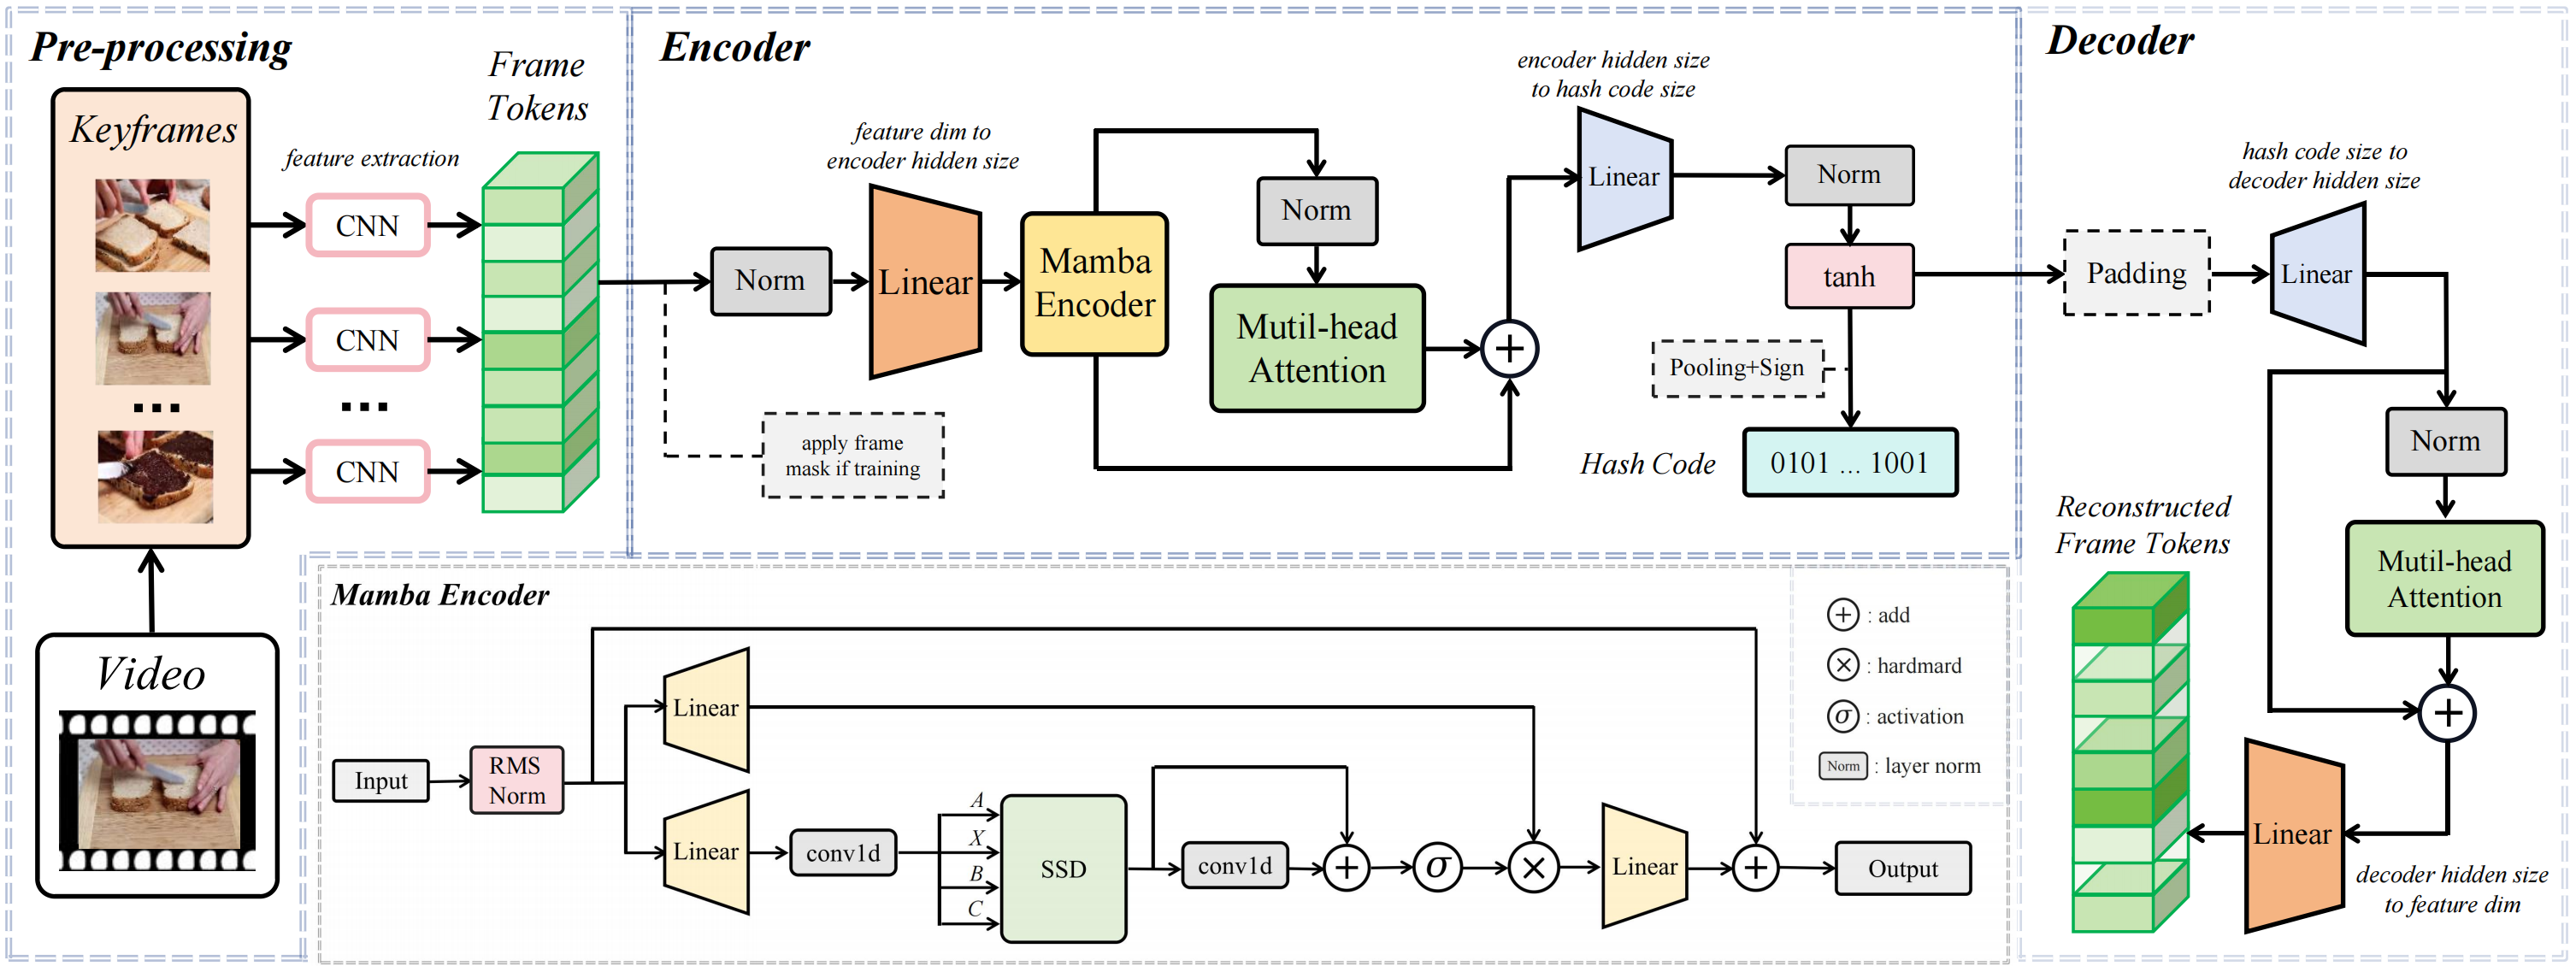 Pre-processing
Keyframes
feature extraction
CNN
CNN
...
CNN
...
Frame
Tokens
Video
Encoder
Norm
apply frame
mask if training
feature dim to
encoder hidden size
Linear
Mamba
Encoder
Norm
Mutil-head
Attention
+
encoder hidden size
to hash code size
Linear
Norm
tanh
Pooling+Sign
Hash Code
0101 ... 1001
Decoder
Padding
hash code size to
decoder hidden size
Linear
Norm
Mutil-head
Attention
+
Linear
decoder hidden size
to feature dim
Reconstructed
Frame Tokens
Mamba Encoder
Input
RMS
Norm
Linear
Linear
conv1d
A
X
B
C
SSD
conv1d
+
σ
×
Linear
+
Output
+ : add
× : hardmard
σ : activation
Norm : layer norm